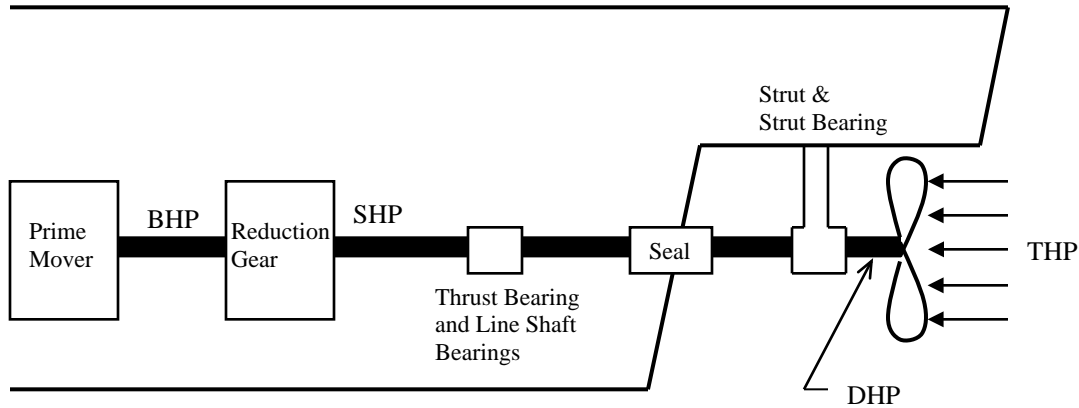 Strut &
Strut Bearing
Prime
Mover
BHP
Reduction
Gear
SHP
Seal
THP
Thrust Bearing
and Line Shaft
Bearings
DHP